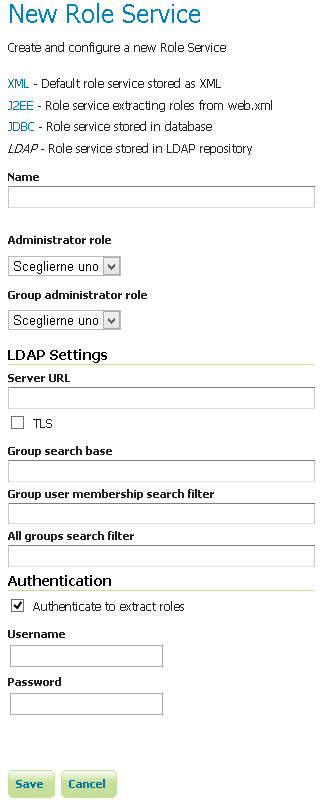 New Role Service
Create and configure a new Role Service
XML - Default role service stored as XML
J2EE - Role service extracting roles from web.xml
JDBC - Role service stored in database
LDAP - Role service stored in LDAP repository
Name
Administrator role
Sceglierne uno
Group administrator role
Sceglierne uno
LDAP Settings
Server URL
TLS
Group search base
Group user membership search filter
All groups search filter
Authentication
Authenticate to extract roles
Username
Password
Save Cancel